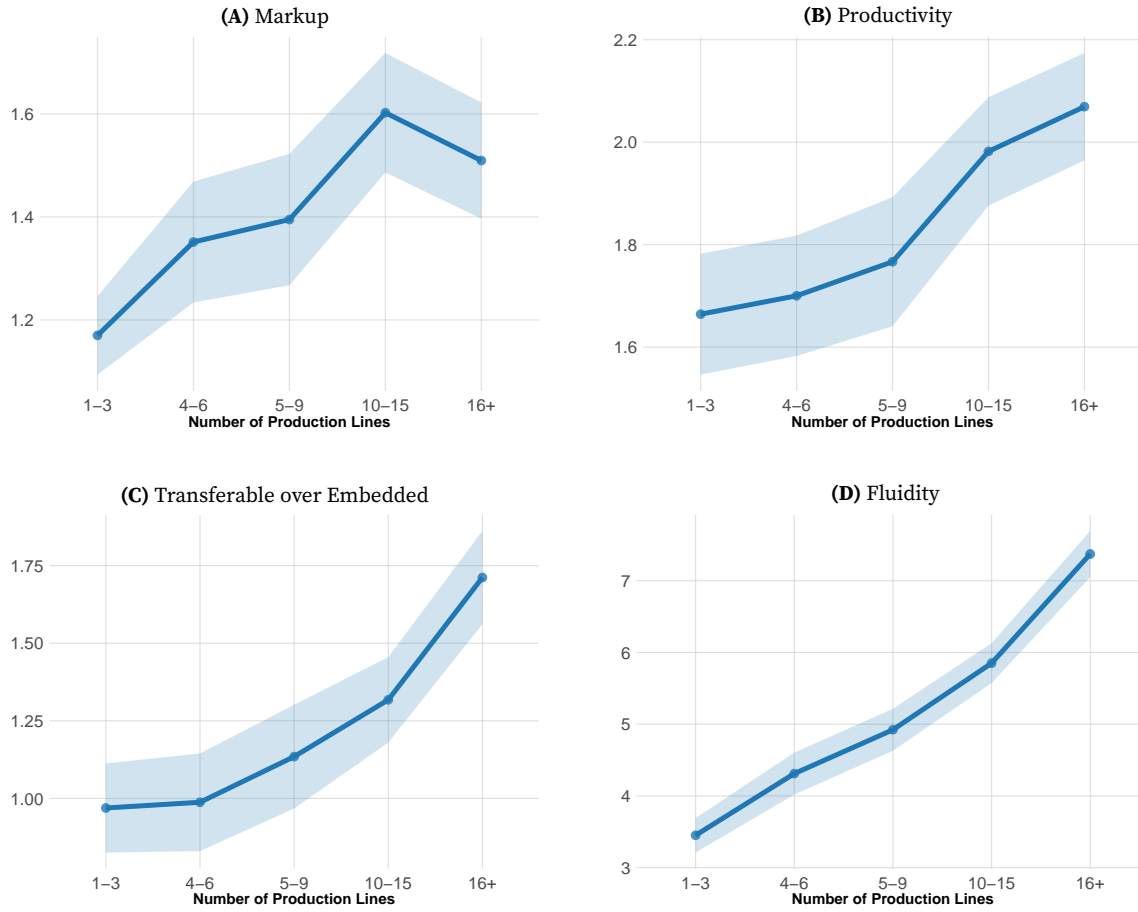 (A) Markup
1.6
1.4
1.2
1–3 4–6 5–9 10–15 16+
Number of Production Lines
(B) Productivity
2.2
2.0
1.8
1.6
1–3 4–6 5–9 10–15 16+
Number of Production Lines
(C) Transferable over Embedded
1.75
1.50
1.25
1.00
1–3 4–6 5–9 10–15 16+
Number of Production Lines
(D) Fluidity
7
6
5
4
3
1–3 4–6 5–9 10–15 16+
Number of Production Lines